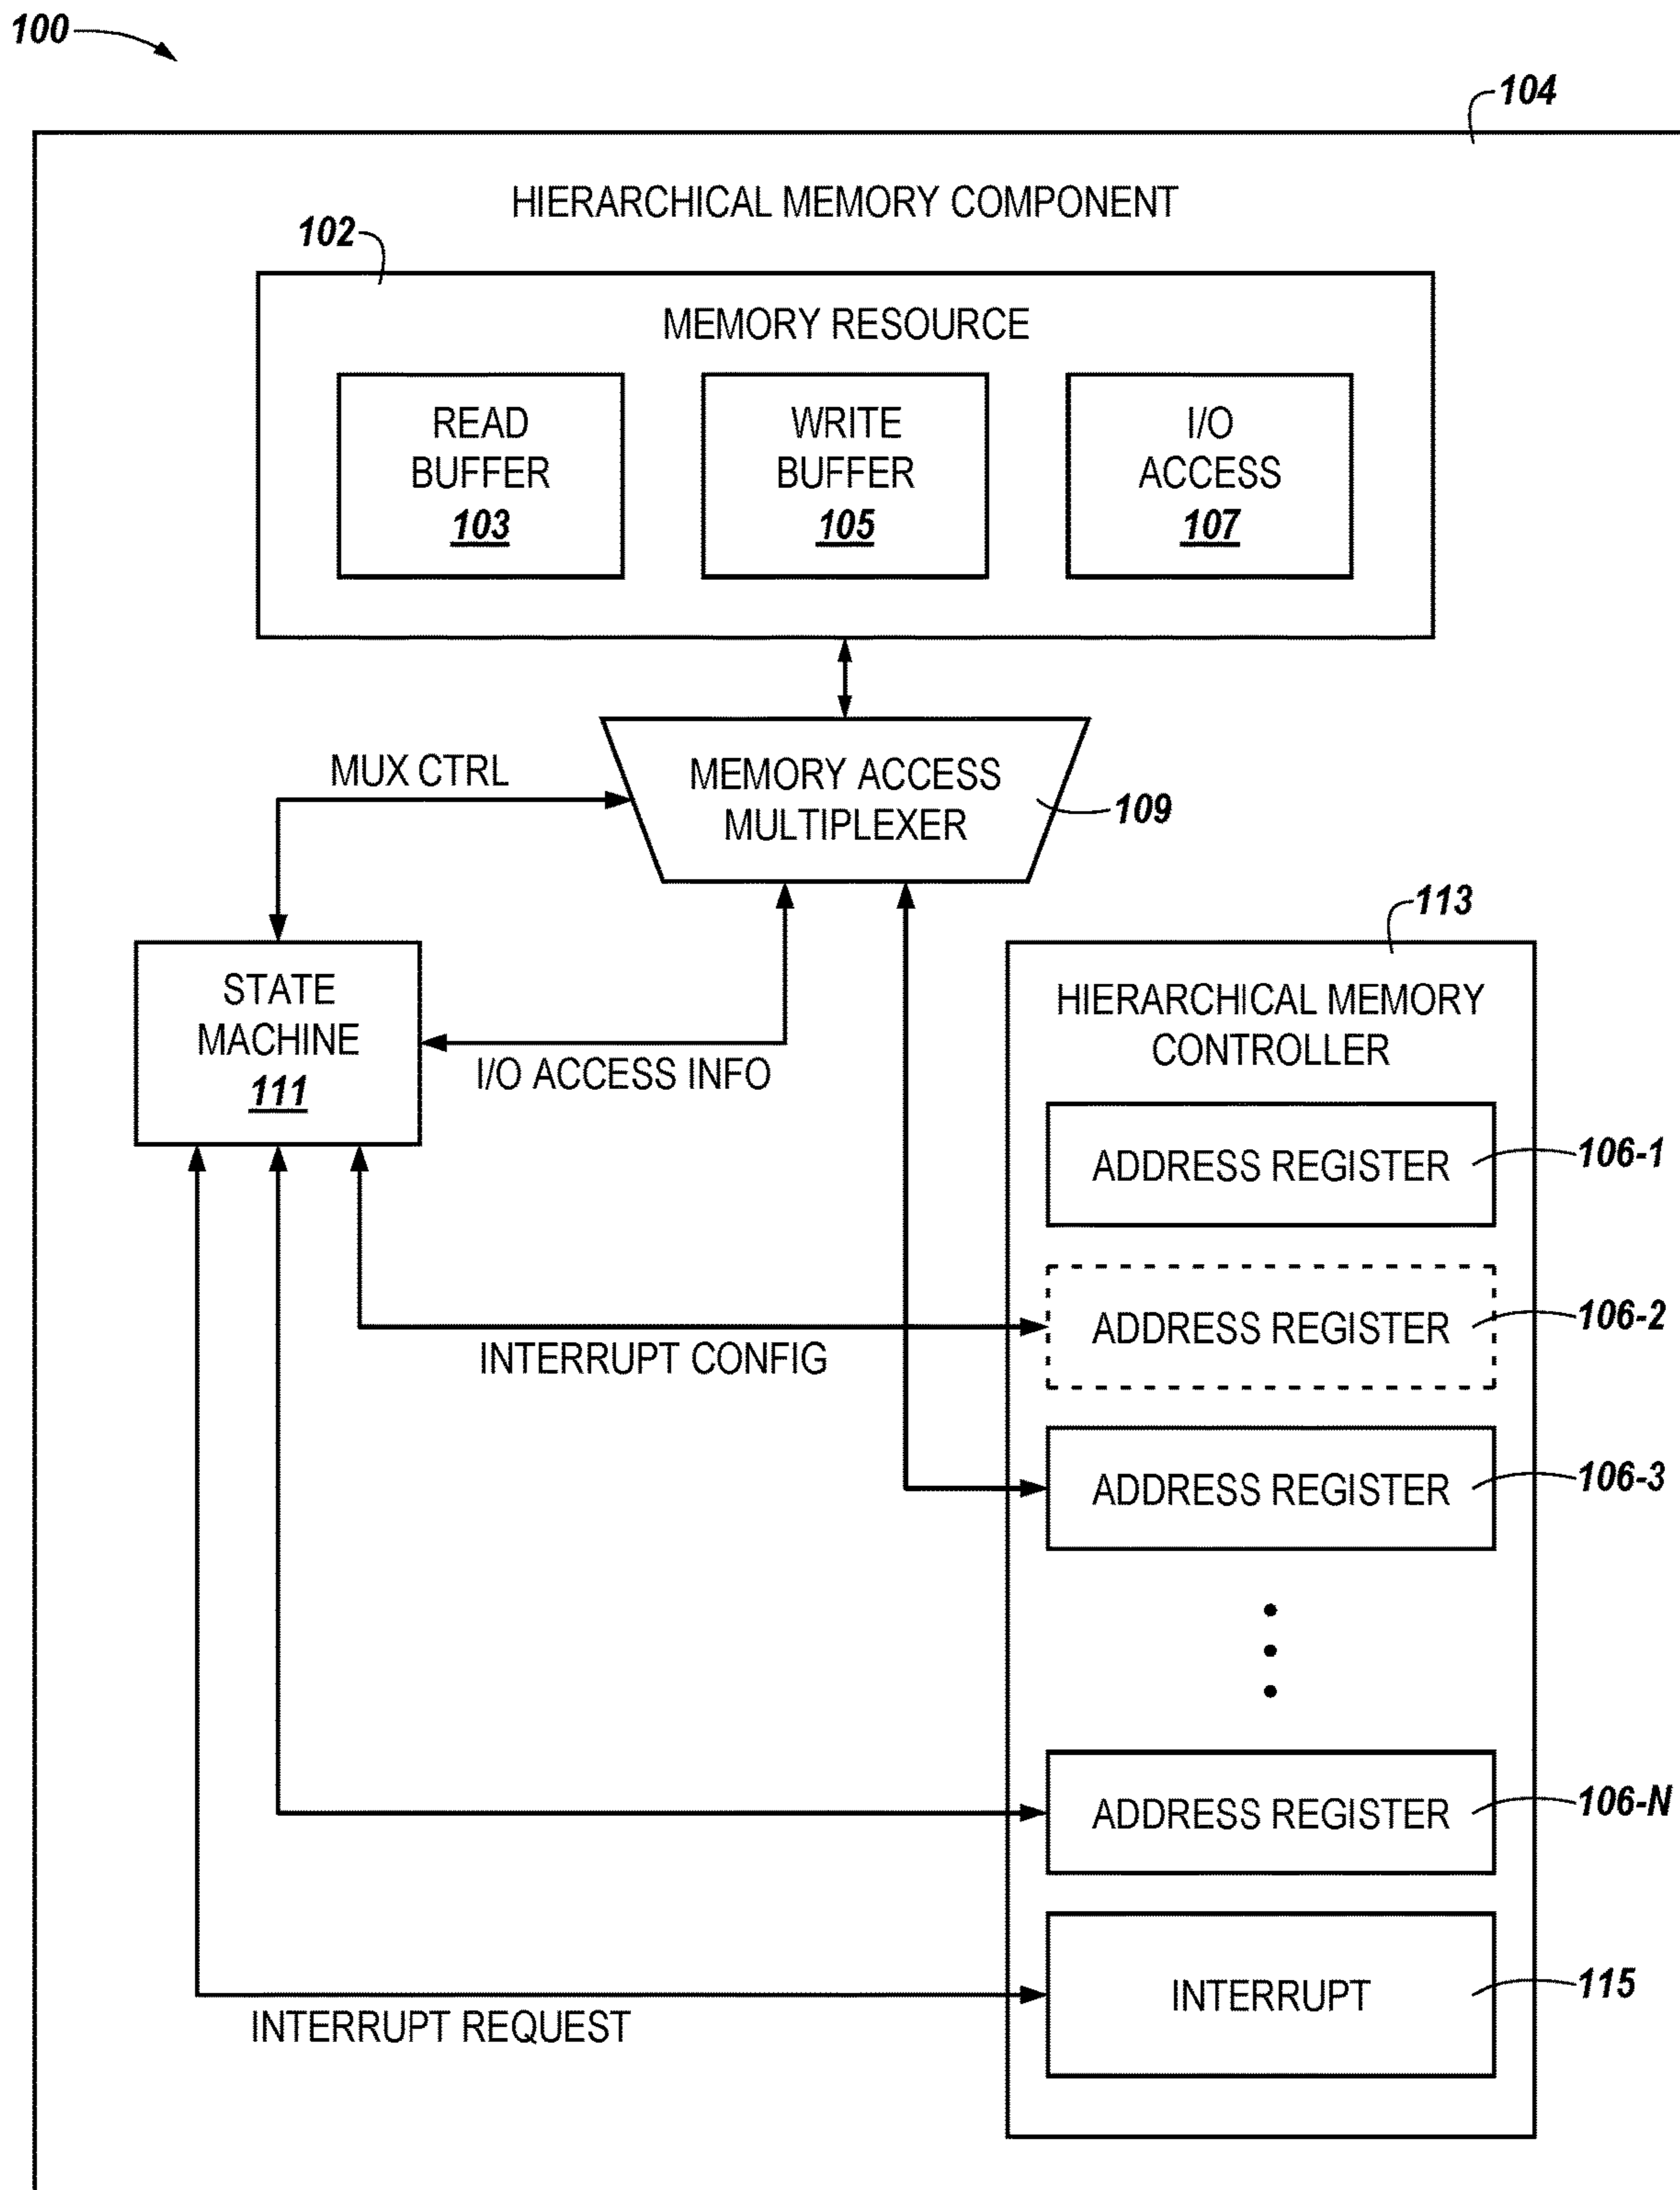 100
104
HIERARCHICAL MEMORY COMPONENT
102
MEMORY RESOURCE
READ
BUFFER
103
WRITE
BUFFER
105
I/O
ACCESS
107
MUX CTRL
MEMORY ACCESS
MULTIPLEXER
109
113
STATE
MACHINE
111
I/O ACCESS INFO
HIERARCHICAL MEMORY
CONTROLLER
ADDRESS REGISTER
106-1
ADDRESS REGISTER
106-2
INTERRUPT CONFIG
ADDRESS REGISTER
106-3
ADDRESS REGISTER
106-N
INTERRUPT
115
INTERRUPT REQUEST